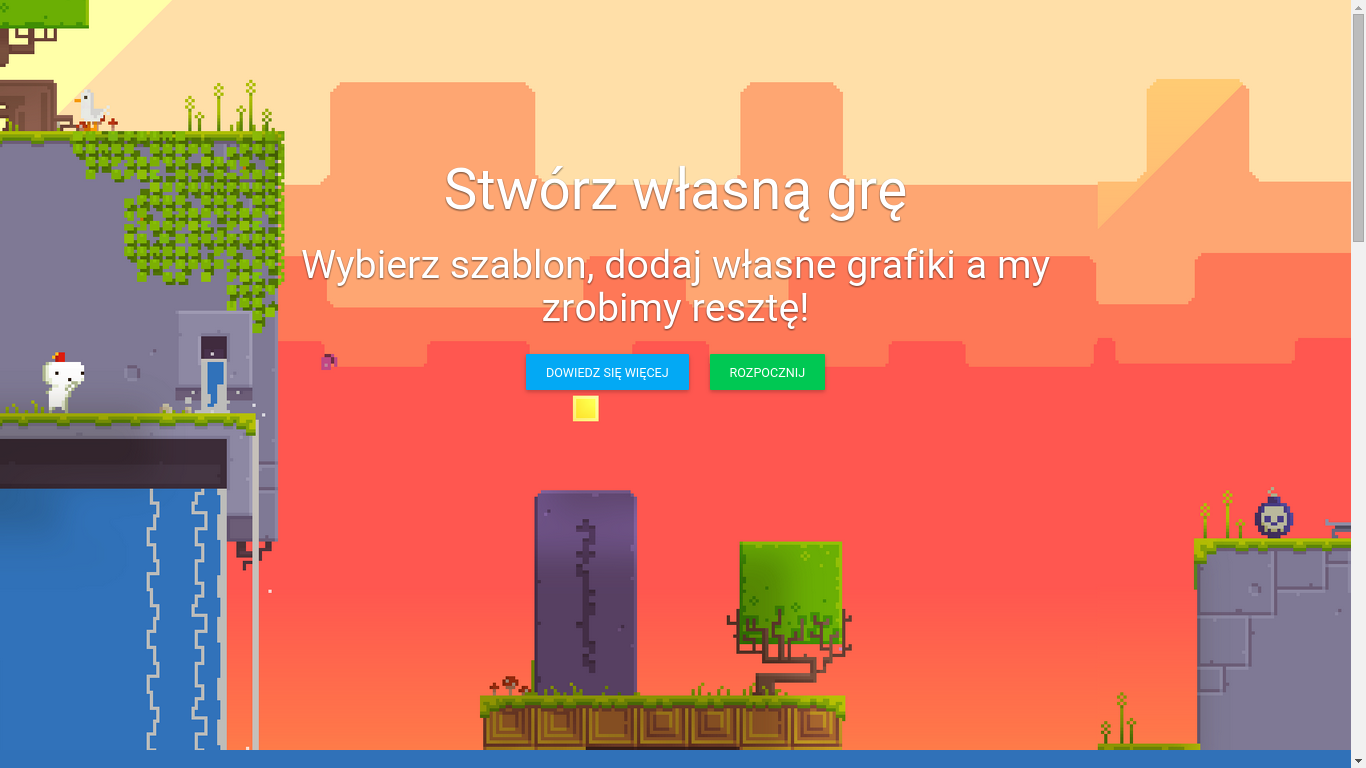 Stwórz własną grę
Wybierz szablon, dodaj własne grafiki a my
zrobimy resztę!
DOWIEDZ SIĘ WIĘCEJ
ROZPOCZNIJ